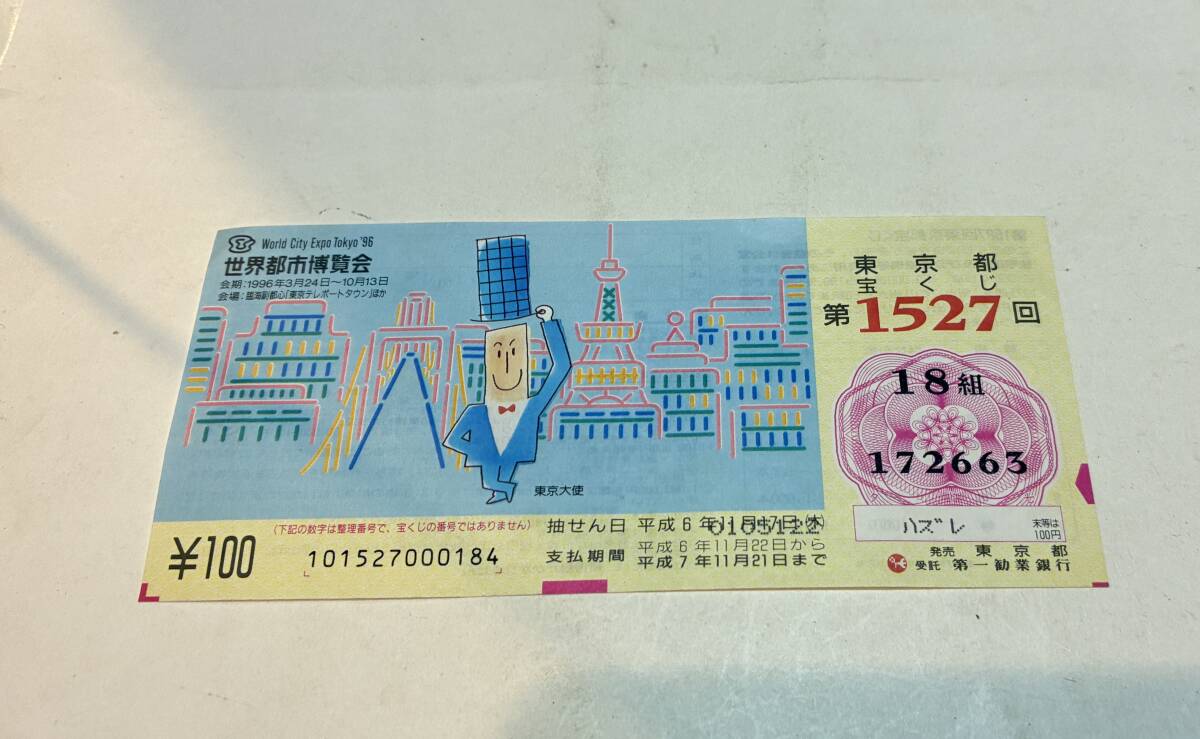 World City Expo Tokyo '96
世界都市博覧会
会期:1996年3月24日〜10月13日
会場:臨海副都心「東京テレポートタウン」ほか
東京大使
(下記の数字は整理番号で、宝くじの番号ではありません)
¥100
101527000184
抽せん日 平成6年11月17日(木)
支払期間 平成6年11月22日から
平成7年11月21日まで
東京都
宝くじ
第1527回
18組
172663
ハズレ
末等は
100円
発売 東京都
受託 第一勧業銀行